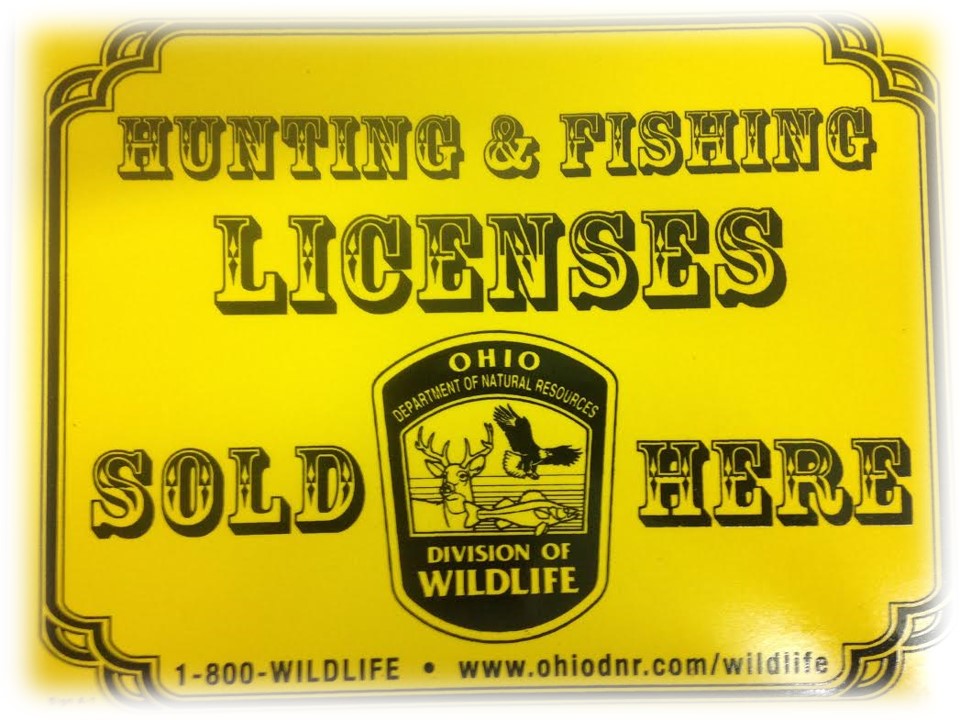 HUNTING & FISHING
LICENSES
SOLD HERE
OHIO
DEPARTMENT OF NATURAL RESOURCES
DIVISION OF
WILDLIFE
1-800-WILDLIFE • www.ohiodnr.com/wildlife